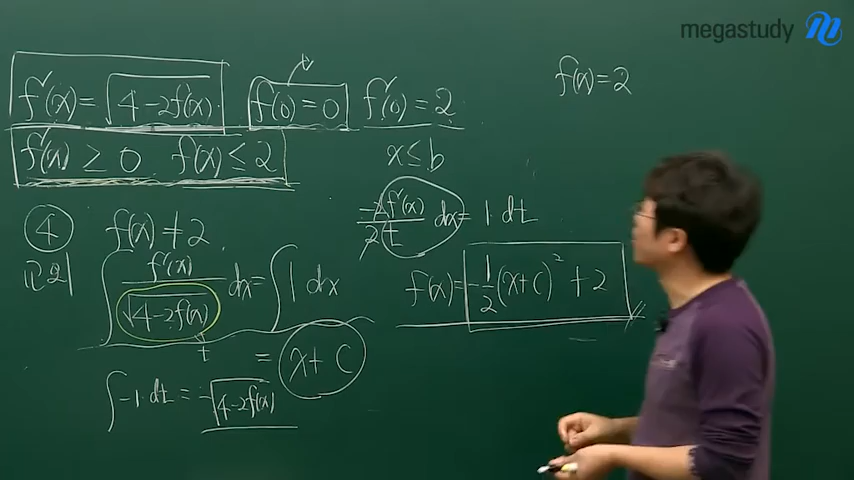 megastudy
f'(x)=√(4-2f(x)) f(0)=0 f'(0)=2
f(x)=2
f'(x)≥0 f(x)≤2
x≤b
④ f(x)≠2
∫ f'(x)/√(4-2f(x)) dx=∫1 dx
t
= x+C
∫-1·dt=-√(4-2f(x))
-2f'(x)/2t dx=1·dt
f(x)=-1/2(x+C)²+2